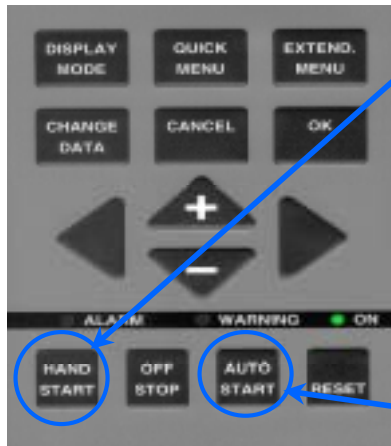 DISPLAY QUICK EXTEND.
MODE MENU MENU
CHANGE CANCEL OK
DATA
+
-
ALARM WARNING ON
HAND OFF AUTO
START STOP START RESET